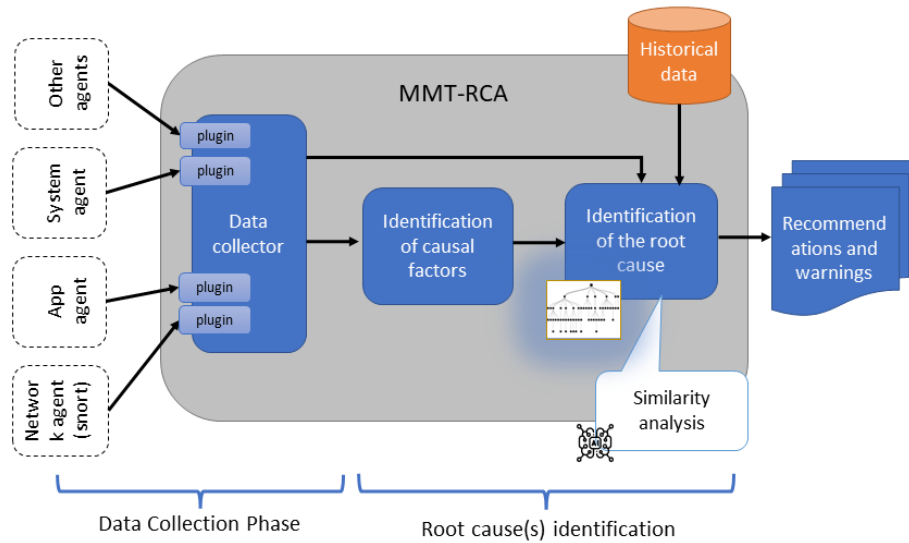 Other
agents
System
agent
App
agent
Networ
k agent
(snort)
MMT-RCA
Historical
data
plugin
plugin
Data
collector
plugin
plugin
Identification
of causal
factors
Identification
of the root
cause
Recommend
ations and
warnings
Similarity
analysis
AI
Data Collection Phase
Root cause(s) identification